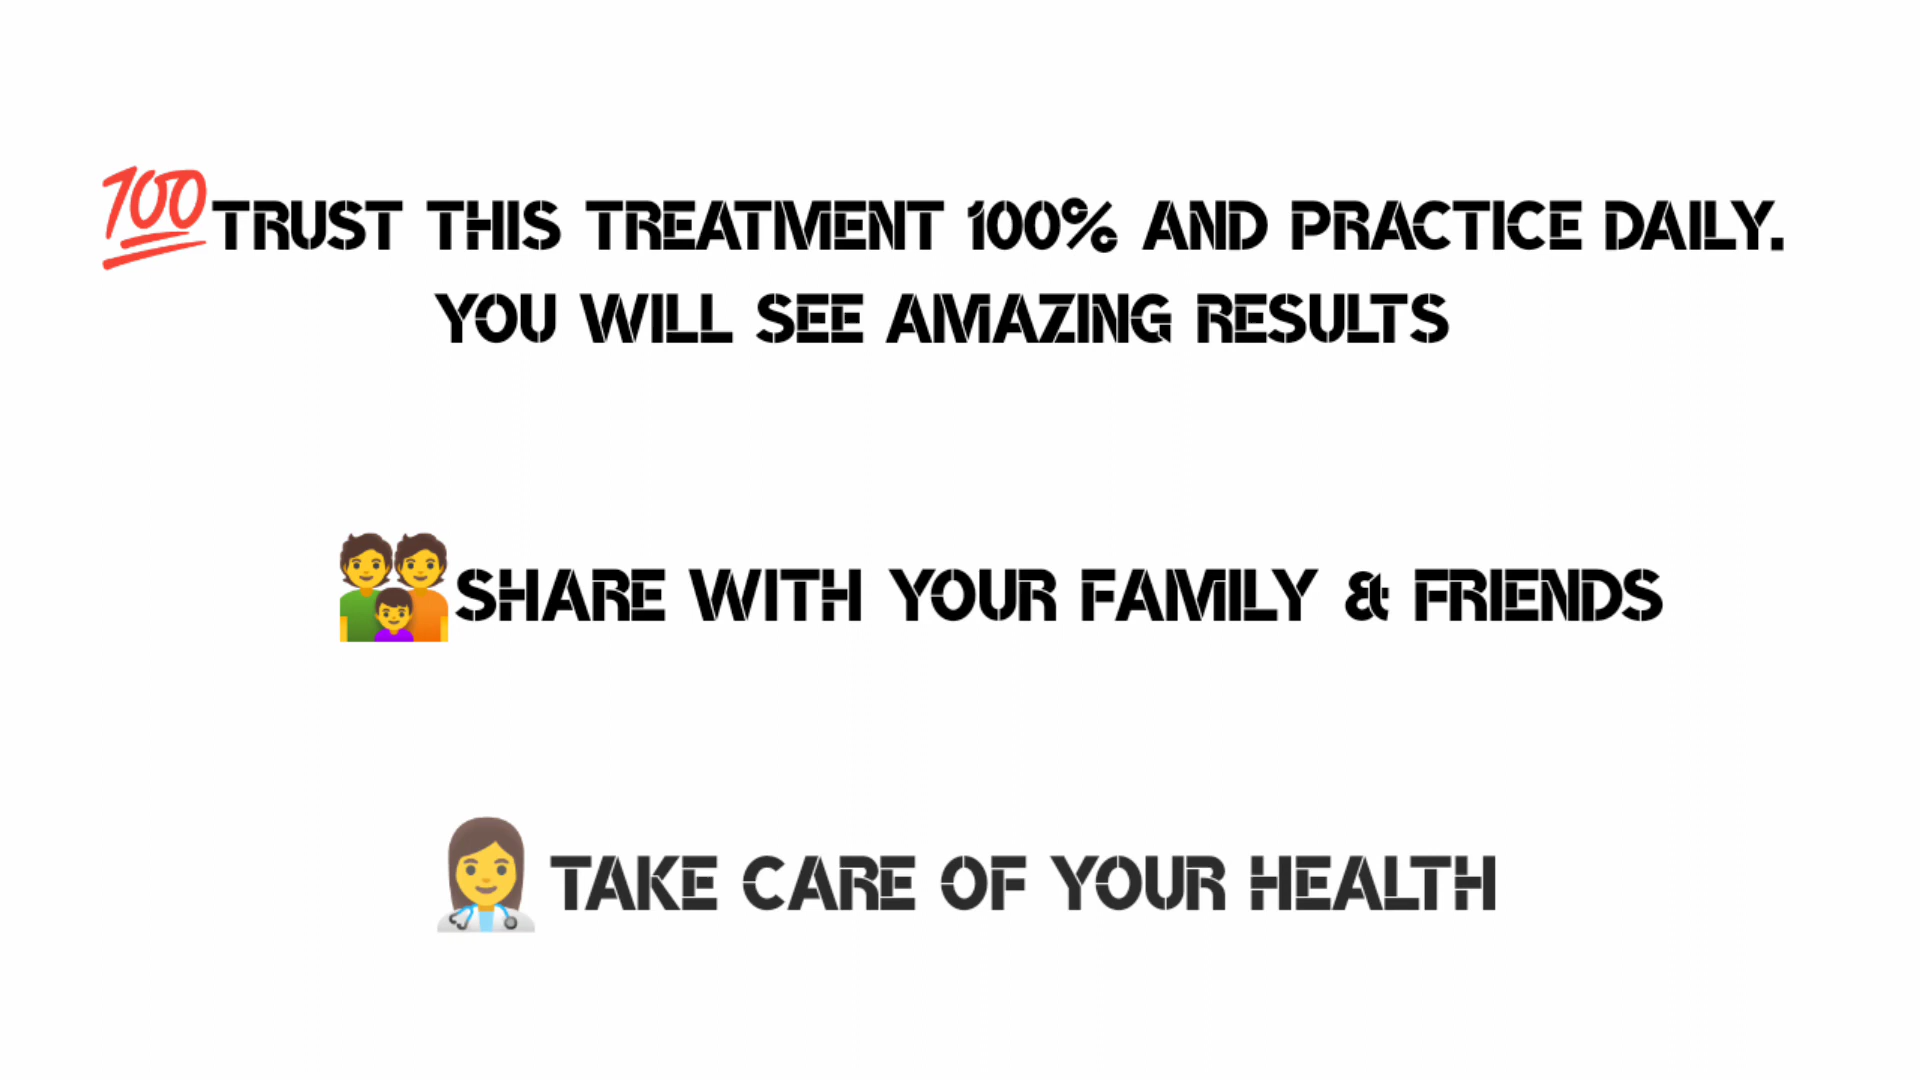 💯TRUST THIS TREATMENT 100% AND PRACTICE DAILY.
YOU WILL SEE AMAZING RESULTS
SHARE WITH YOUR FAMILY & FRIENDS
TAKE CARE OF YOUR HEALTH